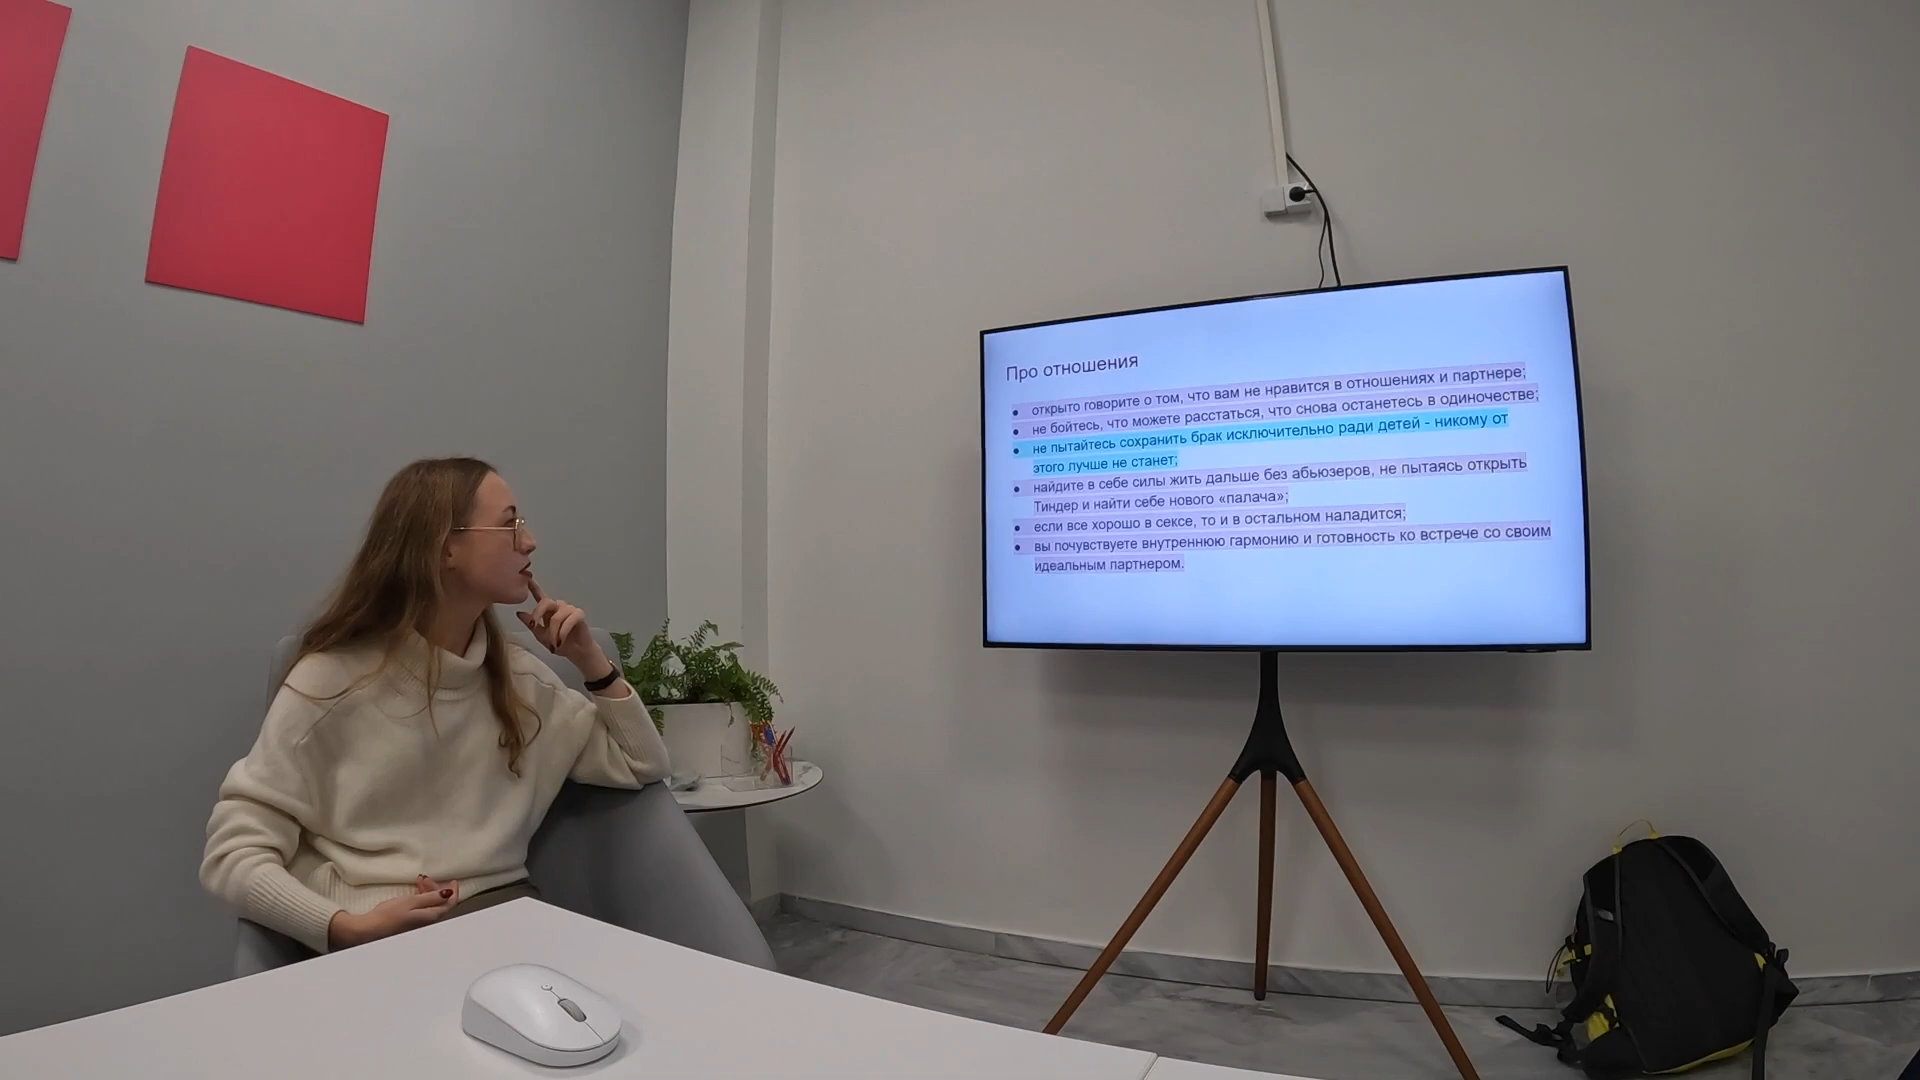 Про отношения
● открыто говорите о том, что вам не нравится в отношениях и партнере;
● не бойтесь, что можете расстаться, что снова останетесь в одиночестве;
● не пытайтесь сохранить брак исключительно ради детей - никому от
этого лучше не станет;
● найдите в себе силы жить дальше без абьюзеров, не пытаясь открыть
Тиндер и найти себе нового «палача»;
● если все хорошо в сексе, то и в остальном наладится;
● вы почувствуете внутреннюю гармонию и готовность ко встрече со своим
идеальным партнером.